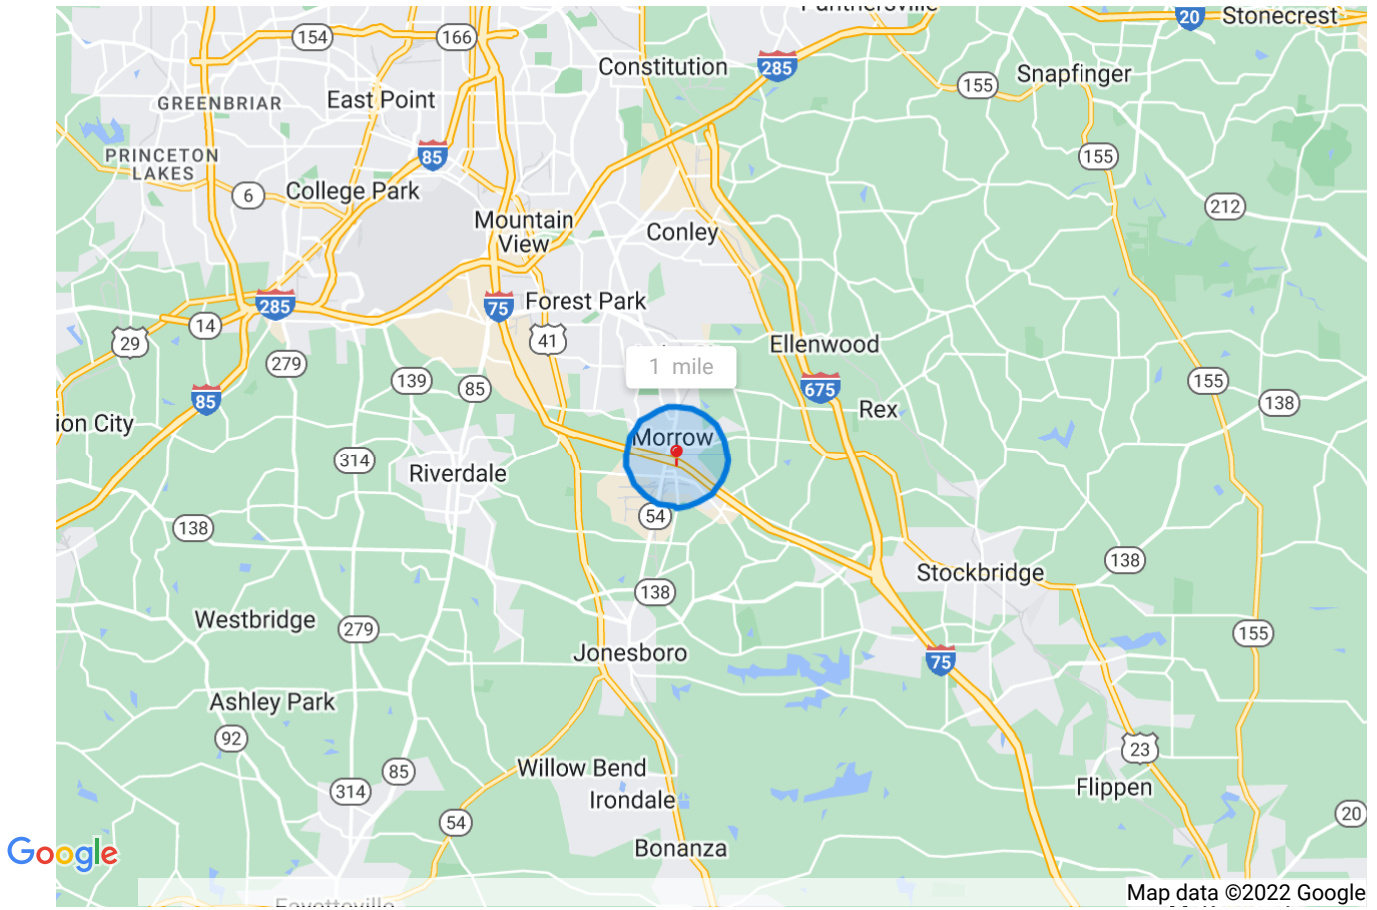 Panthersville
20
Stonecrest
154
166
Constitution
285
Snapfinger
155
GREENBRIAR
East Point
85
PRINCETON
LAKES
155
6
College Park
212
Mountain
View
Conley
285
75
Forest Park
14
29
41
Ellenwood
279
1 mile
139
85
675
155
138
85
Rex
ion City
Morrow
314
Riverdale
54
138
Stockbridge
138
138
Westbridge
279
155
Jonesboro
75
Ashley Park
92
23
Willow Bend
85
314
Irondale
Flippen
54
20
Bonanza
Google
Map data ©2022 Google
Fayetteville